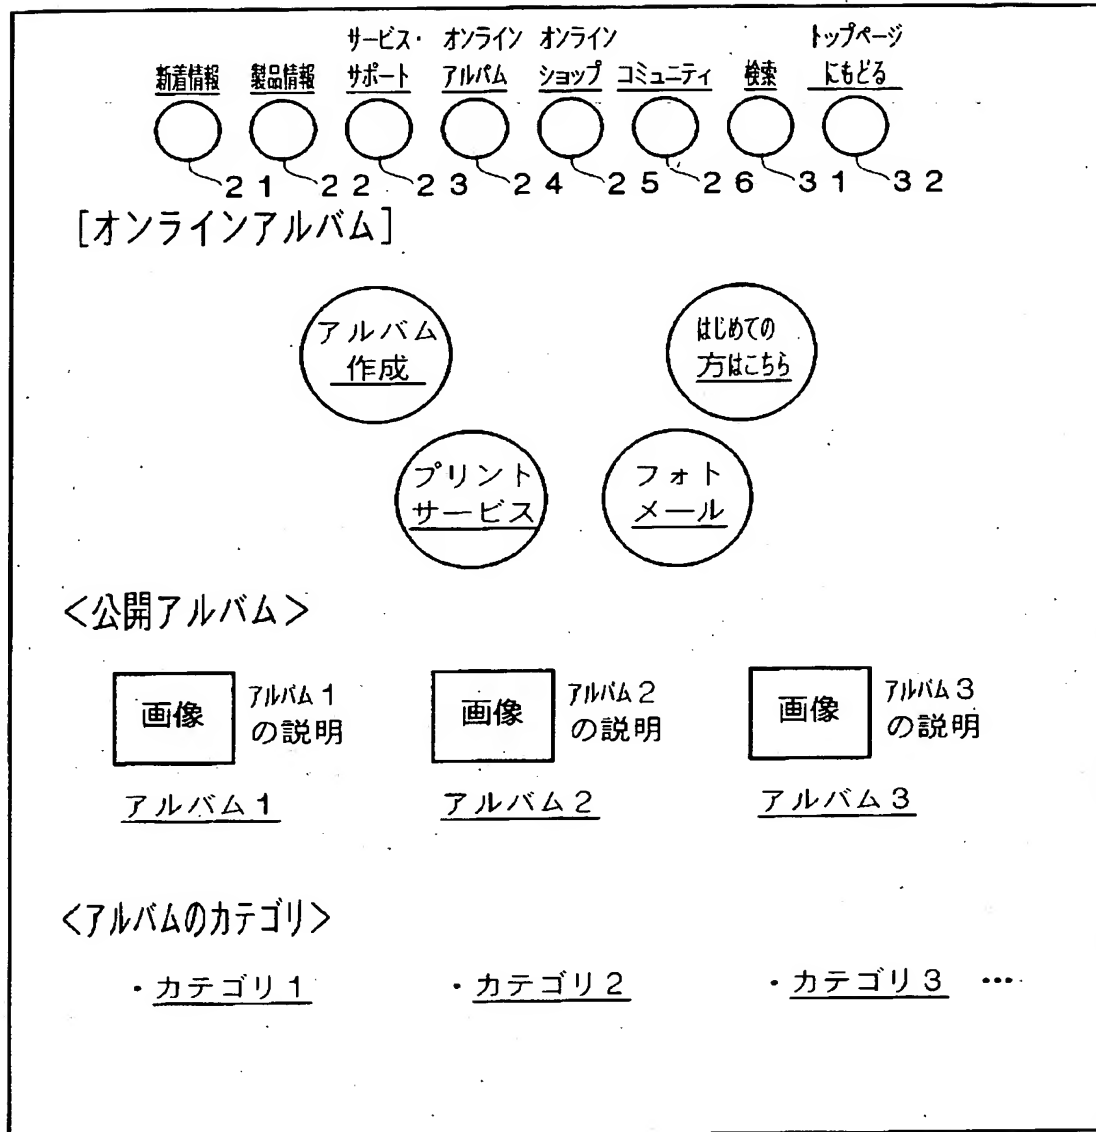 サービス・ オンライン オンライン トップページ
新着情報 製品情報 サポート アルバム ショップ コミュニティ 検索 にもどる
21 22 23 24 25 26 31 32
[オンラインアルバム]
アルバム はじめての
作成 方はこちら
プリント フォト
サービス メール
<公開アルバム>
画像 アルバム1 画像 アルバム2 画像 アルバム3
の説明 の説明 の説明
アルバム1 アルバム2 アルバム3
<アルバムのカテゴリ>
・カテゴリ1 ・カテゴリ2 ・カテゴリ3 …